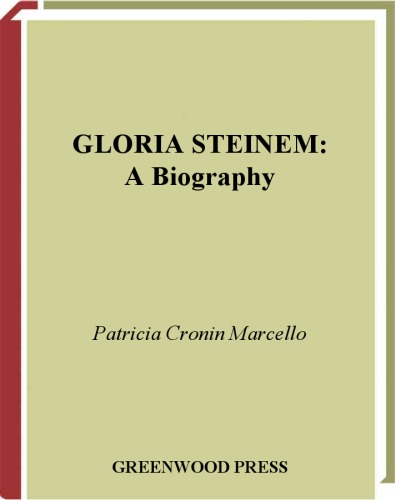 GLORIA STEINEM:
A Biography
Patricia Cronin Marcello
GREENWOOD PRESS